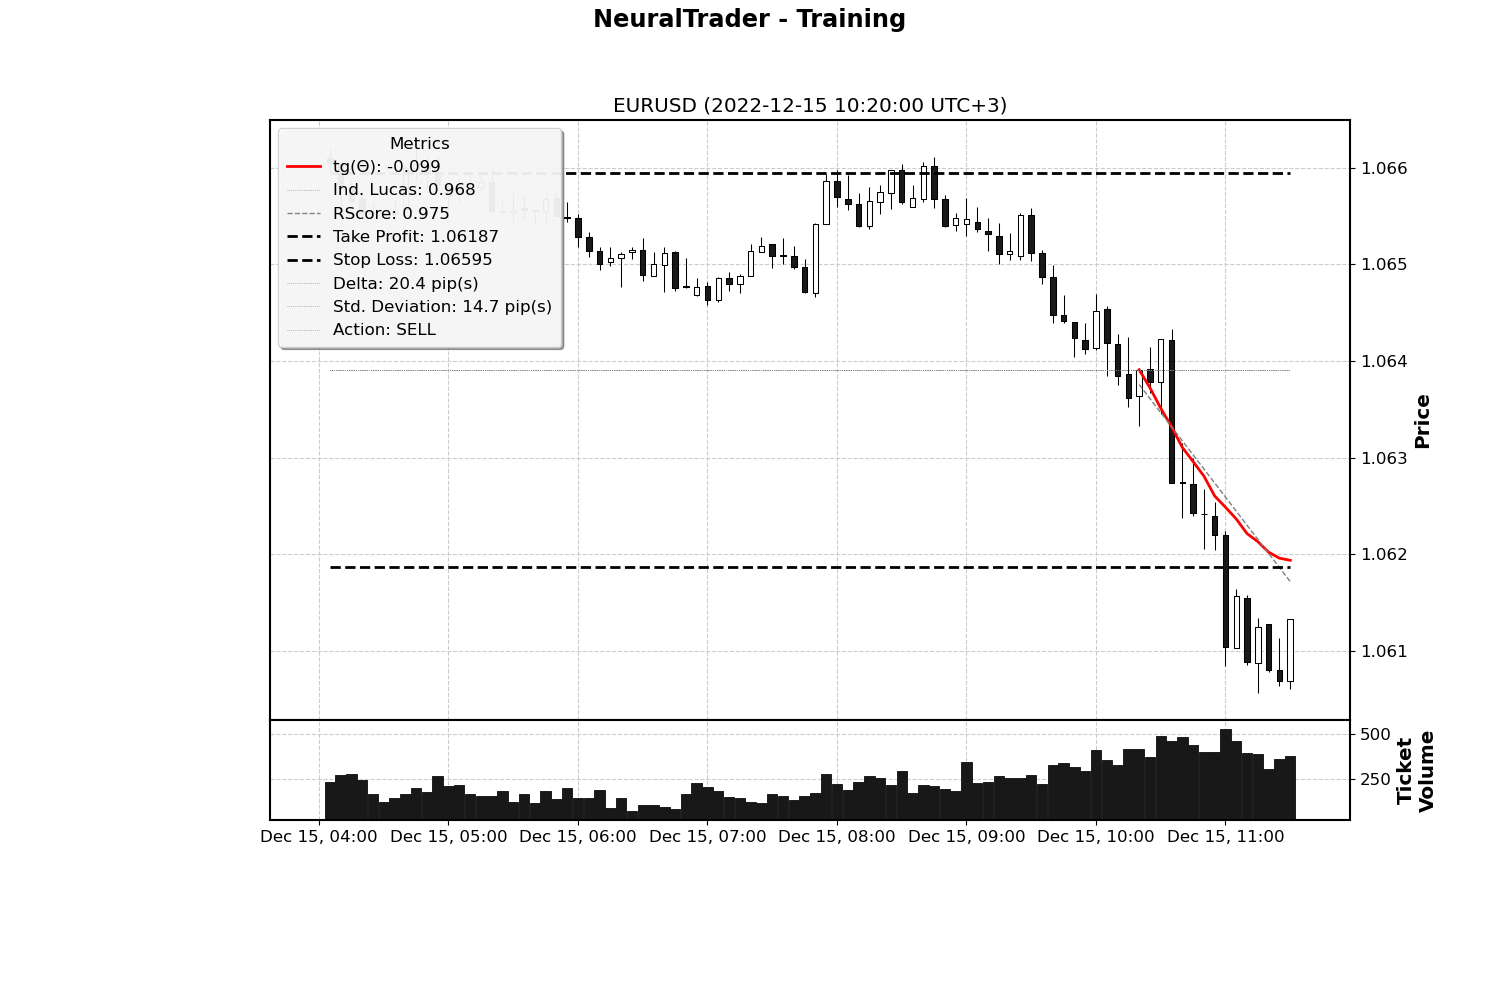 NeuralTrader - Training
EURUSD (2022-12-15 10:20:00 UTC+3)
Metrics
tg(Θ): -0.099
Ind. Lucas: 0.968
RScore: 0.975
Take Profit: 1.06187
Stop Loss: 1.06595
Delta: 20.4 pip(s)
Std. Deviation: 14.7 pip(s)
Action: SELL
1.066
1.065
1.064
1.063
1.062
1.061
Price
500
250
Ticket
Volume
Dec 15, 04:00 Dec 15, 05:00 Dec 15, 06:00 Dec 15, 07:00 Dec 15, 08:00 Dec 15, 09:00 Dec 15, 10:00 Dec 15, 11:00